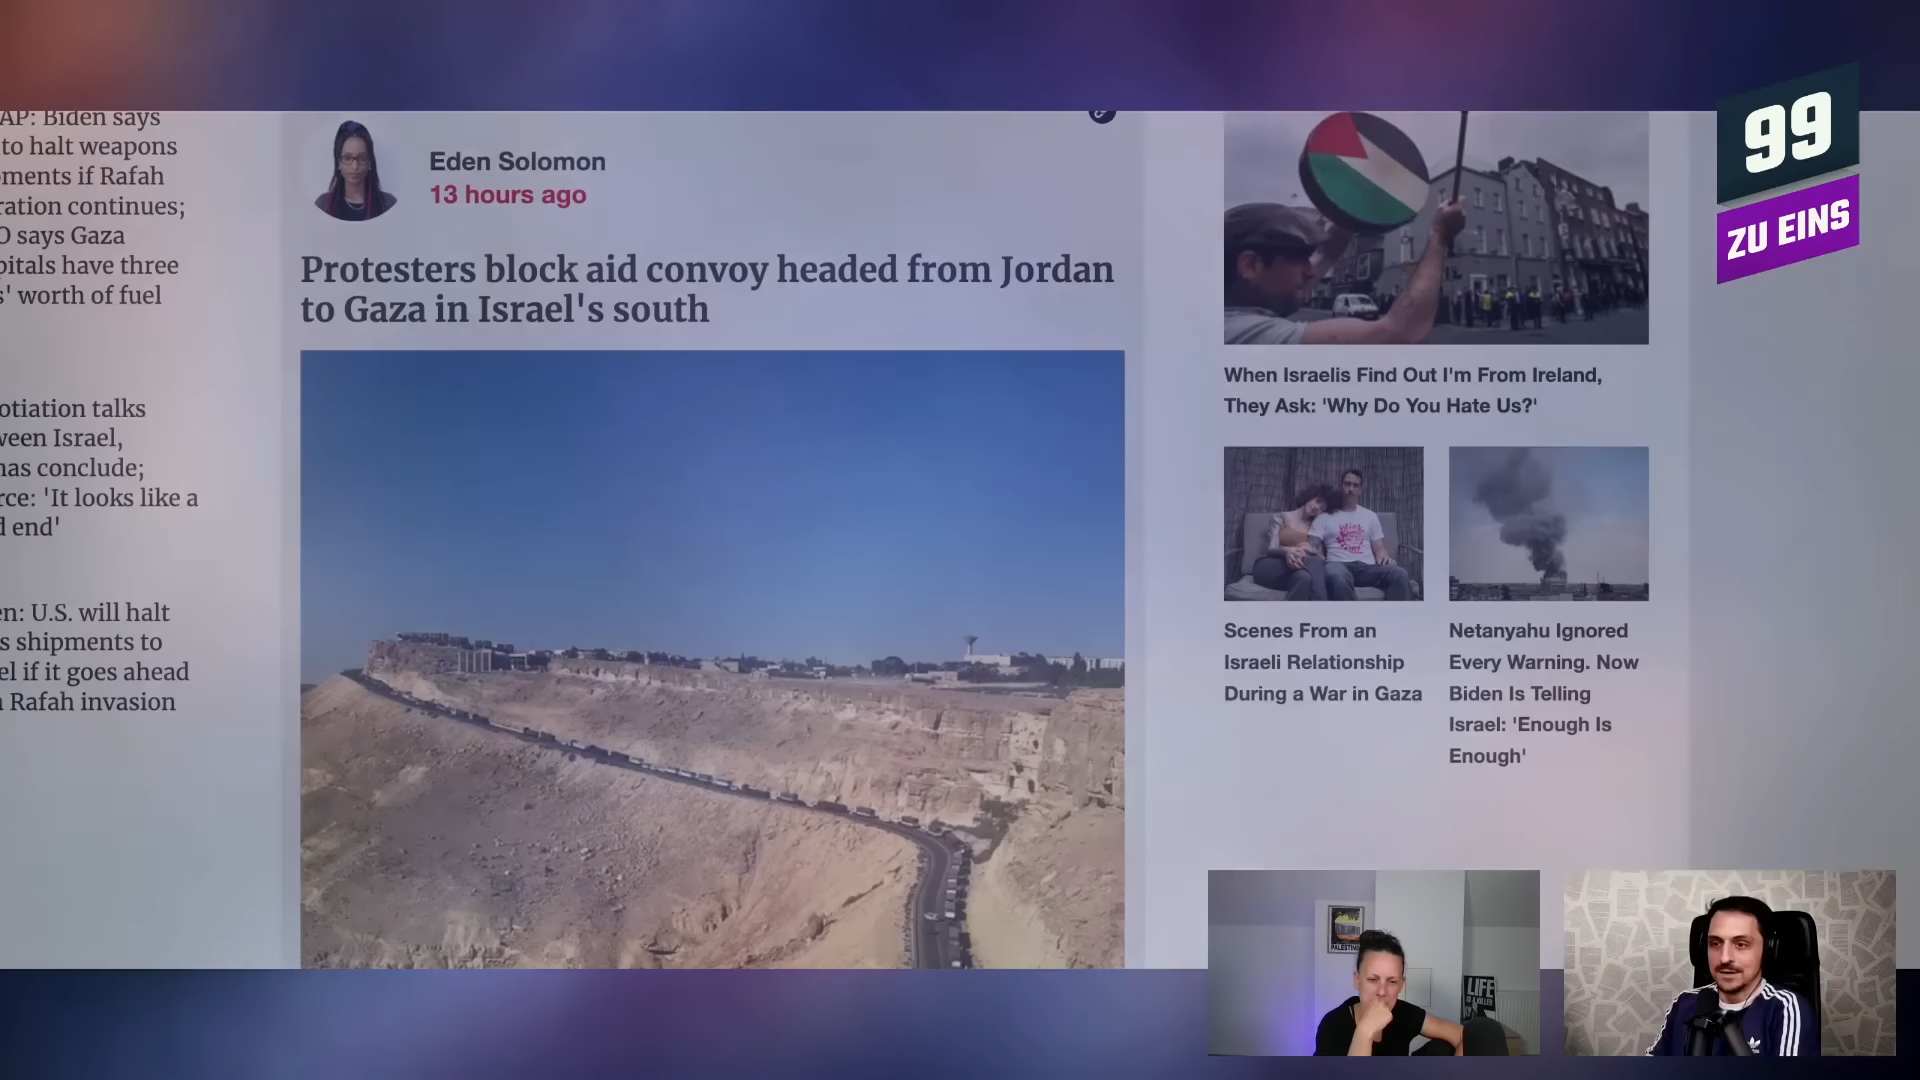 AP: Biden says
to halt weapons
ments if Rafah
ration continues;
O says Gaza
pitals have three
s' worth of fuel
otiation talks
ween Israel,
nas conclude;
rce: 'It looks like a
d end'
en: U.S. will halt
s shipments to
el if it goes ahead
n Rafah invasion
Eden Solomon
13 hours ago
Protesters block aid convoy headed from Jordan
to Gaza in Israel's south
When Israelis Find Out I'm From Ireland,
They Ask: 'Why Do You Hate Us?'
Scenes From an
Israeli Relationship
During a War in Gaza
Netanyahu Ignored
Every Warning. Now
Biden Is Telling
Israel: 'Enough Is
Enough'
99
ZU EINS
PALESTINE
LIFE